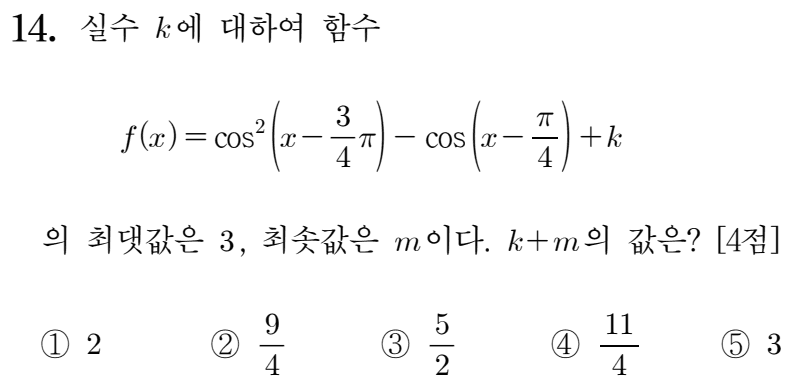 14. 실수 k에 대하여 함수
f(x)=cos²(x−3/4π)−cos(x−π/4)+k
의 최댓값은 3, 최솟값은 m이다. k+m의 값은? [4점]
① 2 ② 9/4 ③ 5/2 ④ 11/4 ⑤ 3